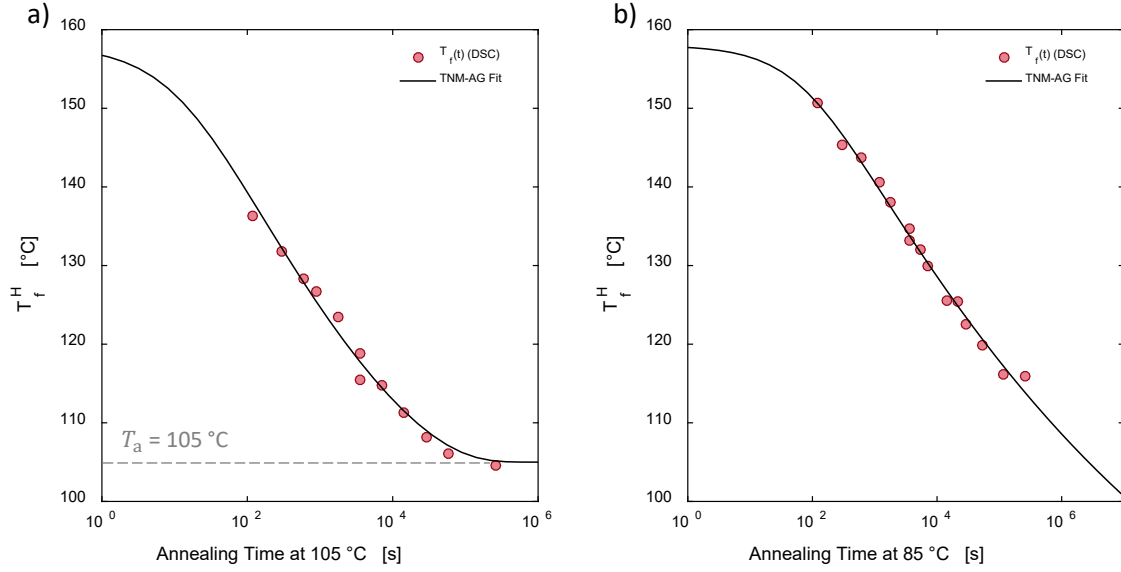 a)
160
150
140
130
120
110
100
T_f^H [°C]
T_f(t) (DSC)
TNM-AG Fit
T_a = 105 °C
10^0 10^2 10^4 10^6
Annealing Time at 105 °C [s]
b)
160
150
140
130
120
110
100
T_f^H [°C]
T_f(t) (DSC)
TNM-AG Fit
10^0 10^2 10^4 10^6
Annealing Time at 85 °C [s]